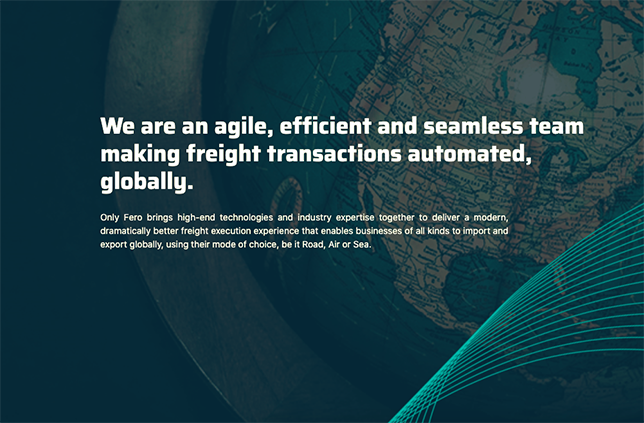 We are an agile, efficient and seamless team
making freight transactions automated,
globally.
Only Fero brings high-end technologies and industry expertise together to deliver a modern,
dramatically better freight execution experience that enables businesses of all kinds to import and
export globally, using their mode of choice, be it Road, Air or Sea.